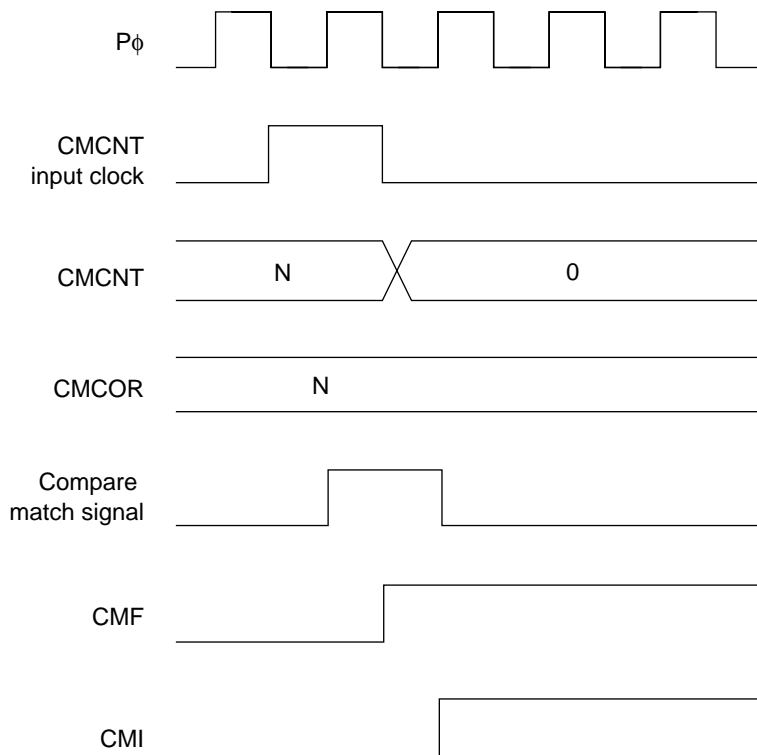 Pϕ
CMCNT
input clock
CMCNT
N
0
CMCOR
N
Compare
match signal
CMF
CMI